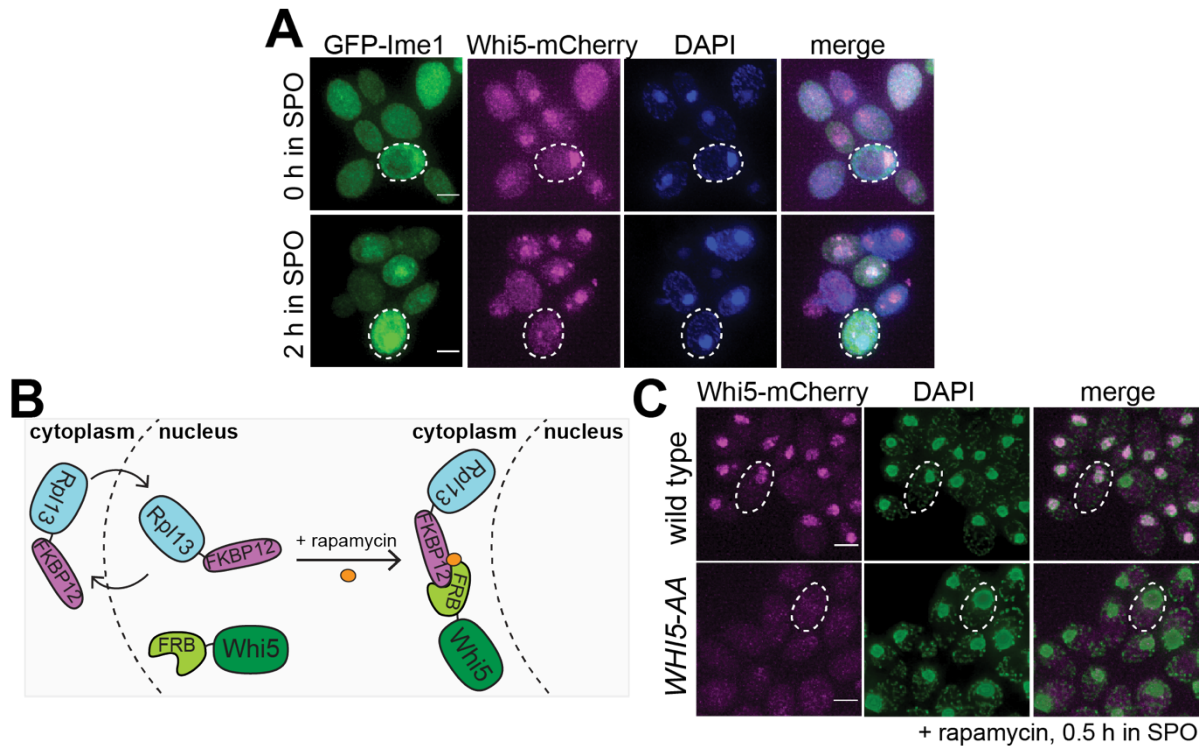 A
GFP-Ime1 Whi5-mCherry DAPI merge
0 h in SPO
2 h in SPO
B
cytoplasm nucleus cytoplasm nucleus
Rpl13
FKBP12
Rpl13
FKBP12
FRB
Whi5
+ rapamycin
Rpl13
FKBP12
FRB
Whi5
C
Whi5-mCherry DAPI merge
wild type
WHI5-AA
+ rapamycin, 0.5 h in SPO